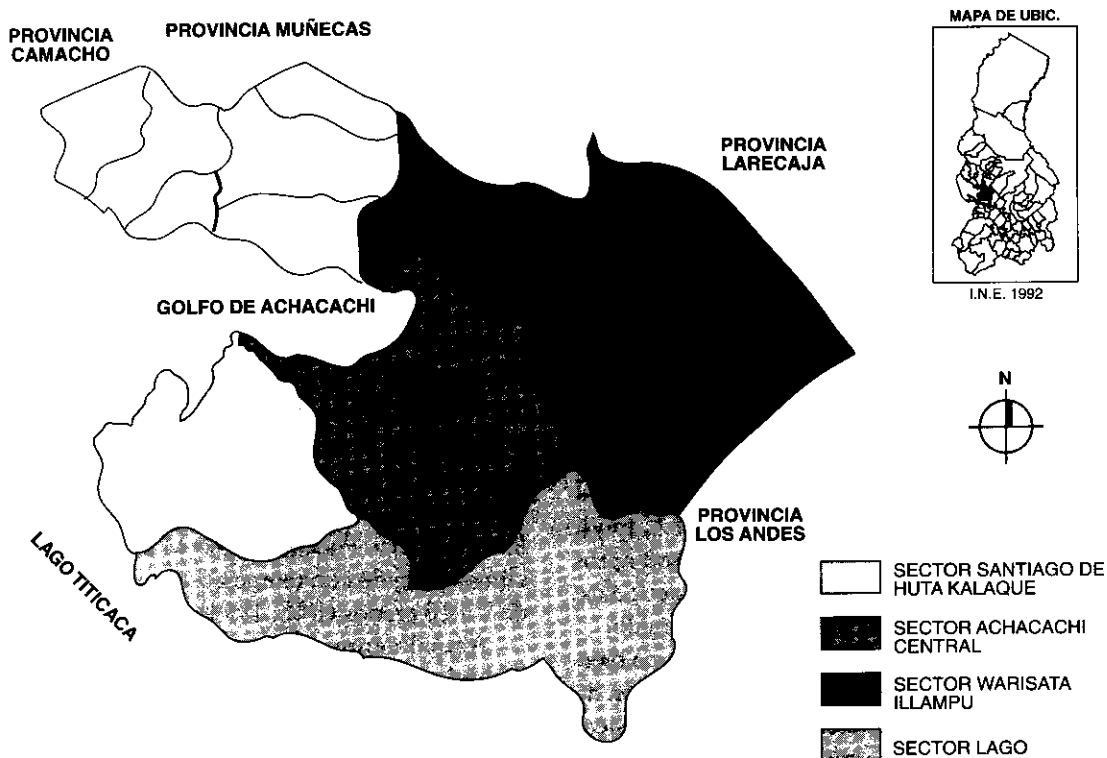 PROVINCIA
CAMACHO
PROVINCIA MUÑECAS
MAPA DE UBIC.
I.N.E. 1992
PROVINCIA
LARECAJA
GOLFO DE ACHACACHI
N
LAGO TITICACA
PROVINCIA
LOS ANDES
SECTOR SANTIAGO DE
HUTA KALAQUE
SECTOR ACHACACHI
CENTRAL
SECTOR WARISATA
ILLAMPU
SECTOR LAGO